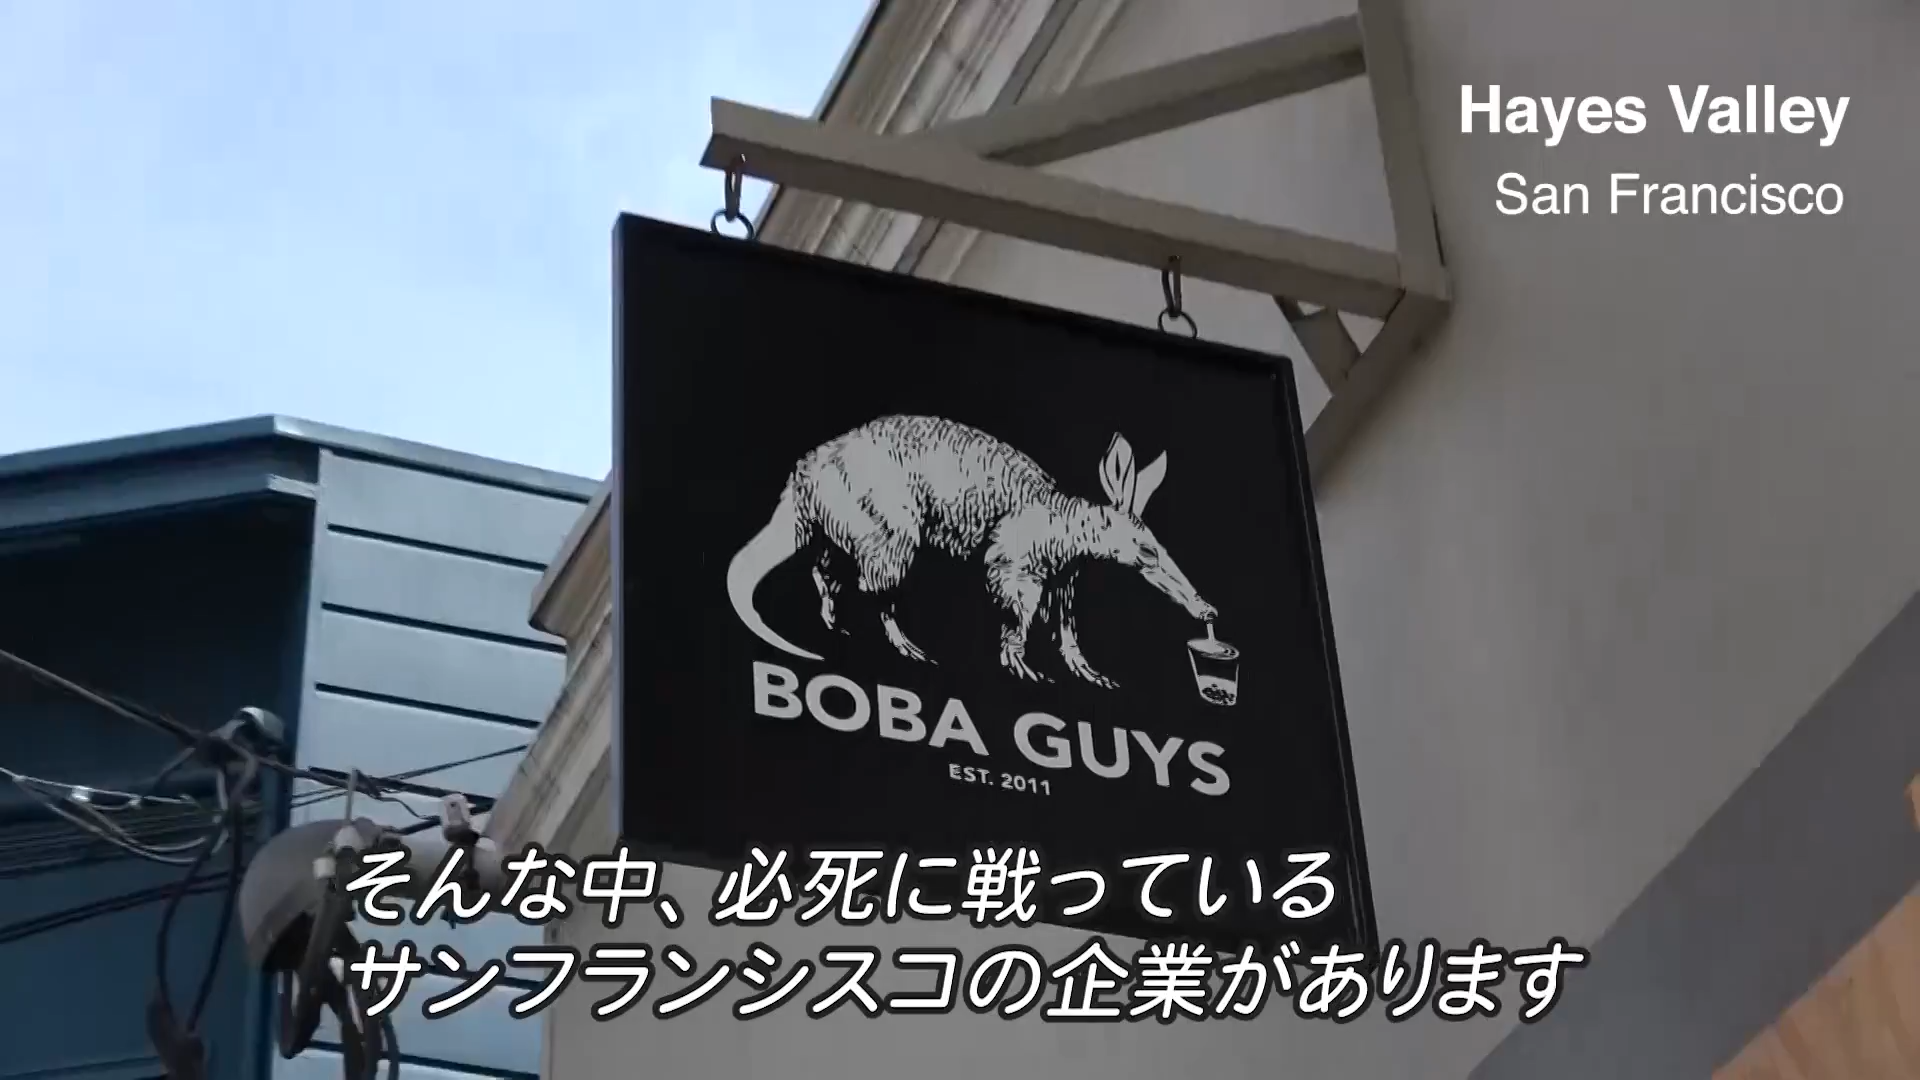 Hayes Valley
San Francisco
BOBA GUYS
EST. 2011
そんな中、必死に戦っている
サンフランシスコの企業があります